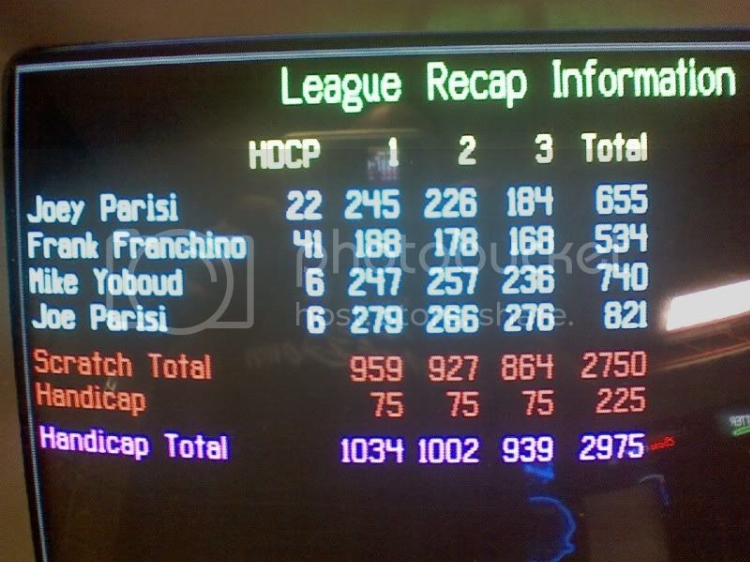 League Recap Information
HDCP 1 2 3 Total
Joey Parisi 22 245 226 184 655
Frank Franchino 41 188 178 168 534
Mike Yoboud 6 247 257 236 740
Joe Parisi 6 279 266 276 821
Scratch Total 959 927 864 2750
Handicap 75 75 75 225
Handicap Total 1034 1002 939 2975
photobucket